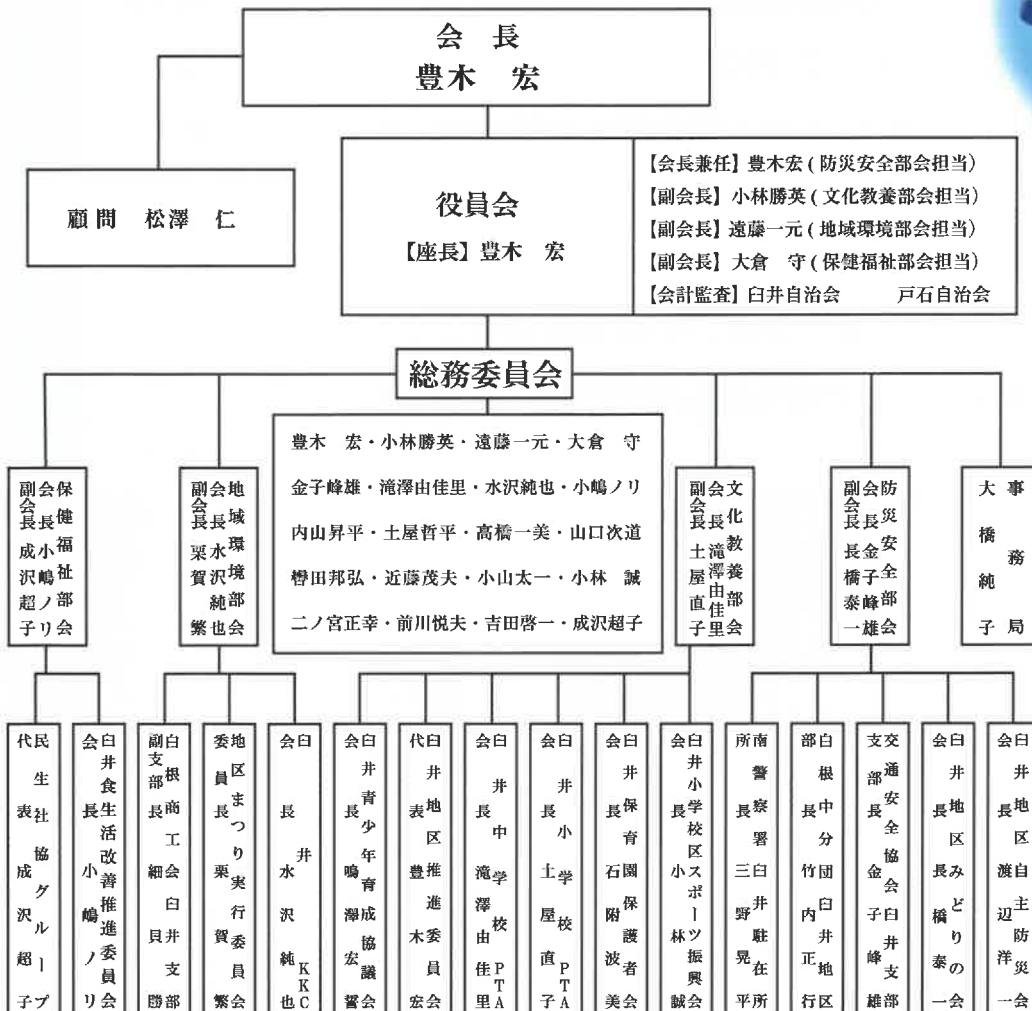 会　長
豊木　宏
顧問　松澤　仁
役員会
【座長】豊木　宏
【会長兼任】豊木宏(防災安全部会担当)
【副会長】小林勝英(文化教養部会担当)
【副会長】遠藤一元(地域環境部会担当)
【副会長】大倉　守(保健福祉部会担当)
【会計監査】臼井自治会　　戸石自治会
総務委員会
豊木　宏・小林勝英・遠藤一元・大倉　守
金子峰雄・滝澤由佳里・水沢純也・小嶋ノリ
内山昇平・土屋哲平・高橋一美・山口次道
轡田邦弘・近藤茂夫・小山太一・小林　誠
二ノ宮正幸・前川悦夫・吉田啓一・成沢超子
保健福祉部会
会長　小嶋ノリ
副会長　成沢超子
地域環境部会
会長　水沢純也
副会長　栗賀　繁
文化教養部会
会長　滝澤由佳里
副会長　土屋直子
防災安全部会
会長　金子峰雄
副会長　長橋泰一
事務局
大橋純子
民生社協グループ
代表　成沢超子
臼井食生活改善推進委員会
会長　小嶋ノリ
白根商工会臼井支部
副支部長　細貝　勝
地区まつり実行委員会
委員長　栗賀　繁
臼井KKC
会長　水沢純也
臼井青少年育成協議会
会長　鳴澤宏誓
臼井地区推進委員会
代表　豊木　宏
臼井中学校PTA
会長　滝澤由佳里
臼井小学校PTA
会長　土屋直子
臼井保育園保護者会
会長　石附波美
臼井小学校区スポーツ振興会
会長　小林　誠
南警察署臼井駐在所
所長　三野晃平
白根中分団臼井地区
部長　竹内正行
交通安全協会臼井支部
支部長　金子峰雄
臼井地区みどりの会
会長　長橋泰一
臼井地区自主防災会
会　渡辺洋一